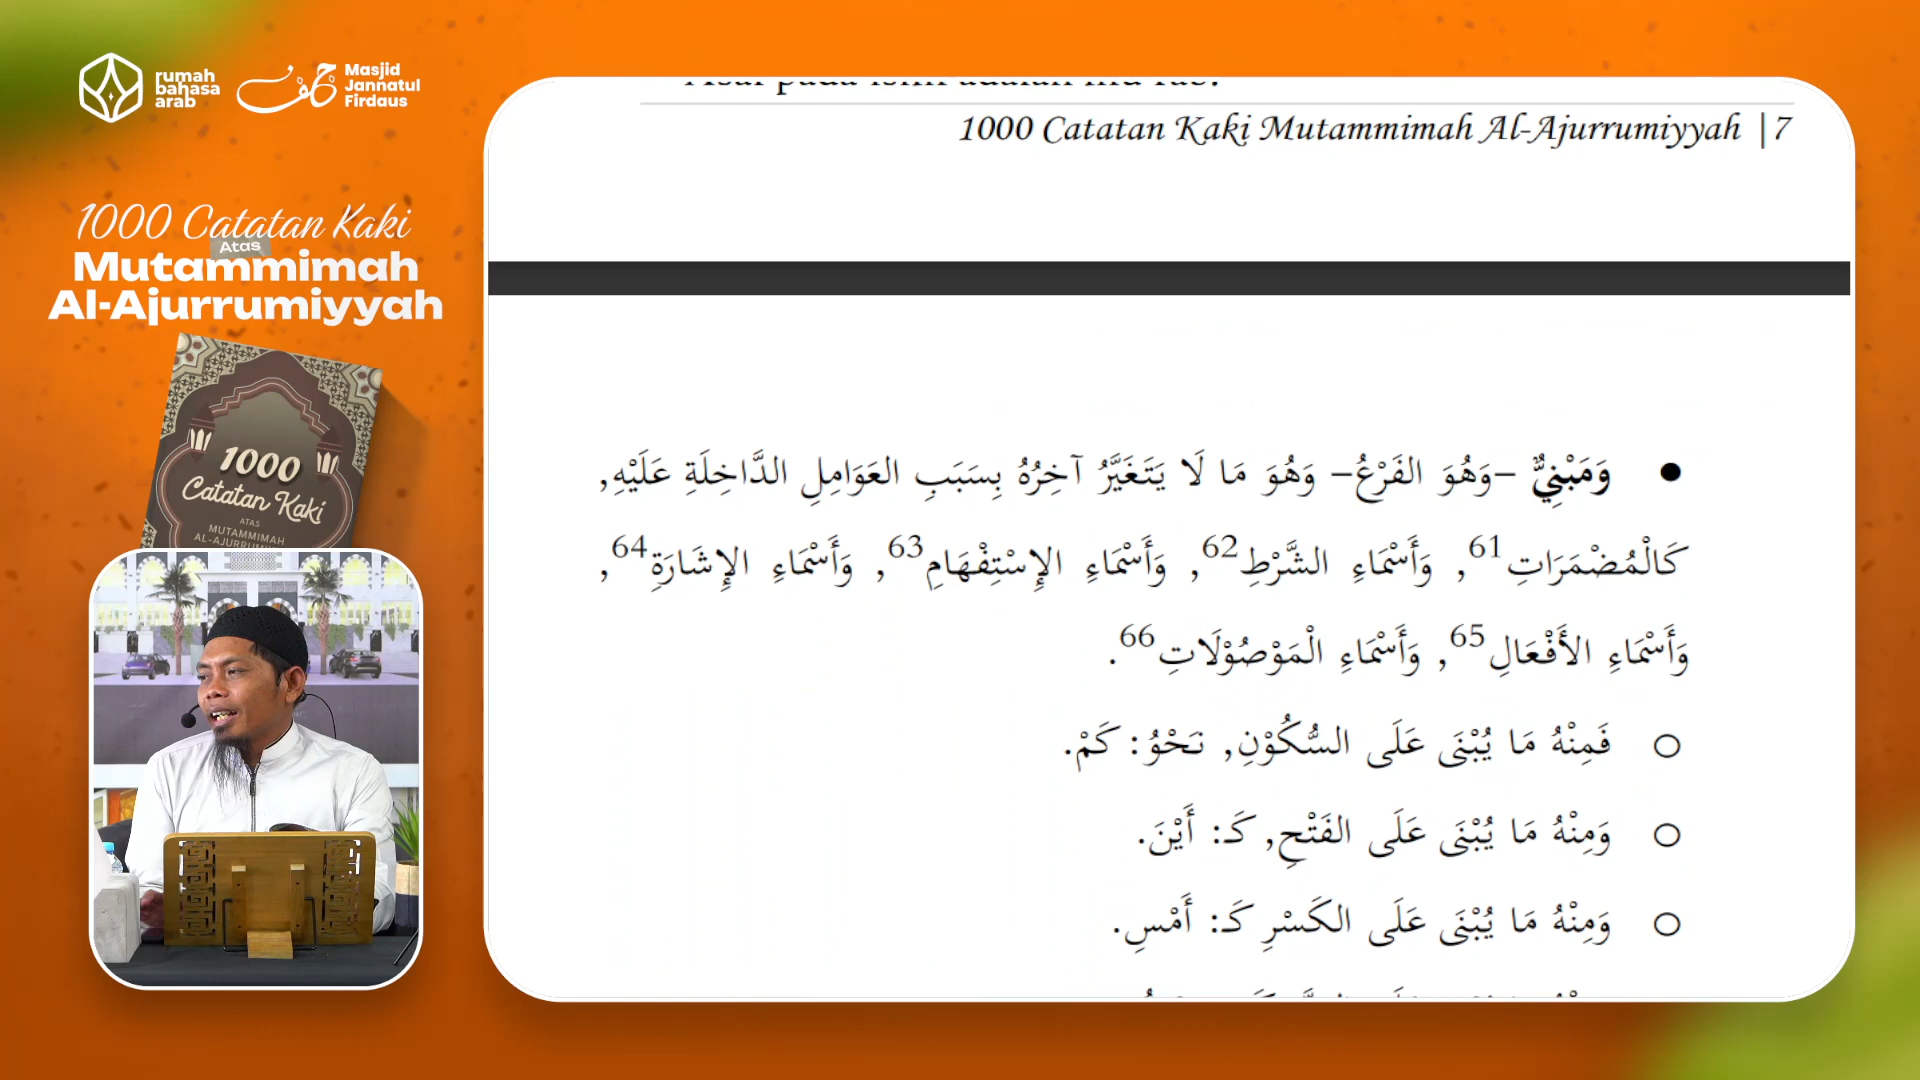 rumah
bahasa
arab
Masjid
Jannatul
Firdaus
1000 Catatan Kaki
Atas
Mutammimah
Al-Ajurrumiyyah
1000
Catatan Kaki
ATAS
MUTAMMIMAH
1000 Catatan Kaki Mutammimah Al-Ajurrumiyyah |7
● وَمَبْنِيٌّ –وَهُوَ الفَرْعُ– وَهُوَ مَا لَا يَتَغَيَّرُ آخِرُهُ بِسَبَبِ العَوَامِلِ الدَّاخِلَةِ عَلَيْهِ,
كَالْمُضْمَرَاتِ61, وَأَسْمَاءِ الشَّرْطِ62, وَأَسْمَاءِ الإِسْتِفْهَامِ63, وَأَسْمَاءِ الإِشَارَةِ64,
وَأَسْمَاءِ الأَفْعَالِ65, وَأَسْمَاءِ الْمَوْصُوْلَاتِ66.
○ فَمِنْهُ مَا يُبْنَى عَلَى السُّكُوْنِ, نَحْوُ: كَمْ.
○ وَمِنْهُ مَا يُبْنَى عَلَى الفَتْحِ, كَـ: أَيْنَ.
○ وَمِنْهُ مَا يُبْنَى عَلَى الكَسْرِ كَـ: أَمْسِ.